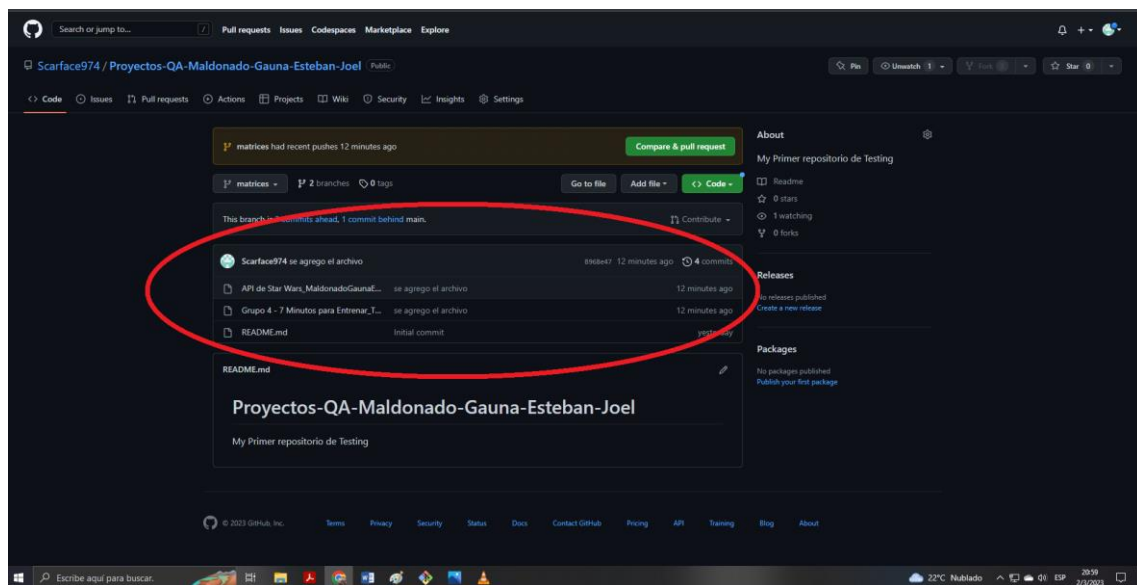 Search or jump to... / Pull requests Issues Codespaces Marketplace Explore
Scarface974 / Proyectos-QA-Maldonado-Gauna-Esteban-Joel Public
Pin Unwatch 1 Fork 0 Star 0
Code Issues Pull requests Actions Projects Wiki Security Insights Settings
matrices had recent pushes 12 minutes ago Compare & pull request
matrices 2 branches 0 tags Go to file Add file Code
This branch is commits ahead, 1 commit behind main. Contribute
Scarface974 se agrego el archivo 12 minutes ago 4 commits
API de Star Wars_MaldonadoGaunaE... se agrego el archivo 12 minutes ago
Grupo 4 - 7 Minutos para Entrenar_T... se agrego el archivo 12 minutes ago
README.md Initial commit yesterday
README.md
Proyectos-QA-Maldonado-Gauna-Esteban-Joel
My Primer repositorio de Testing
About
My Primer repositorio de Testing
Readme
0 stars
1 watching
0 forks
Releases
No releases published
Create a new release
Packages
No packages published
Publish your first package
© 2023 GitHub, Inc. Terms Privacy Security Status Docs Contact GitHub Pricing API Training Blog About
Escribe aquí para buscar.
22°C Nublado ESP 20:59
2/3/2023